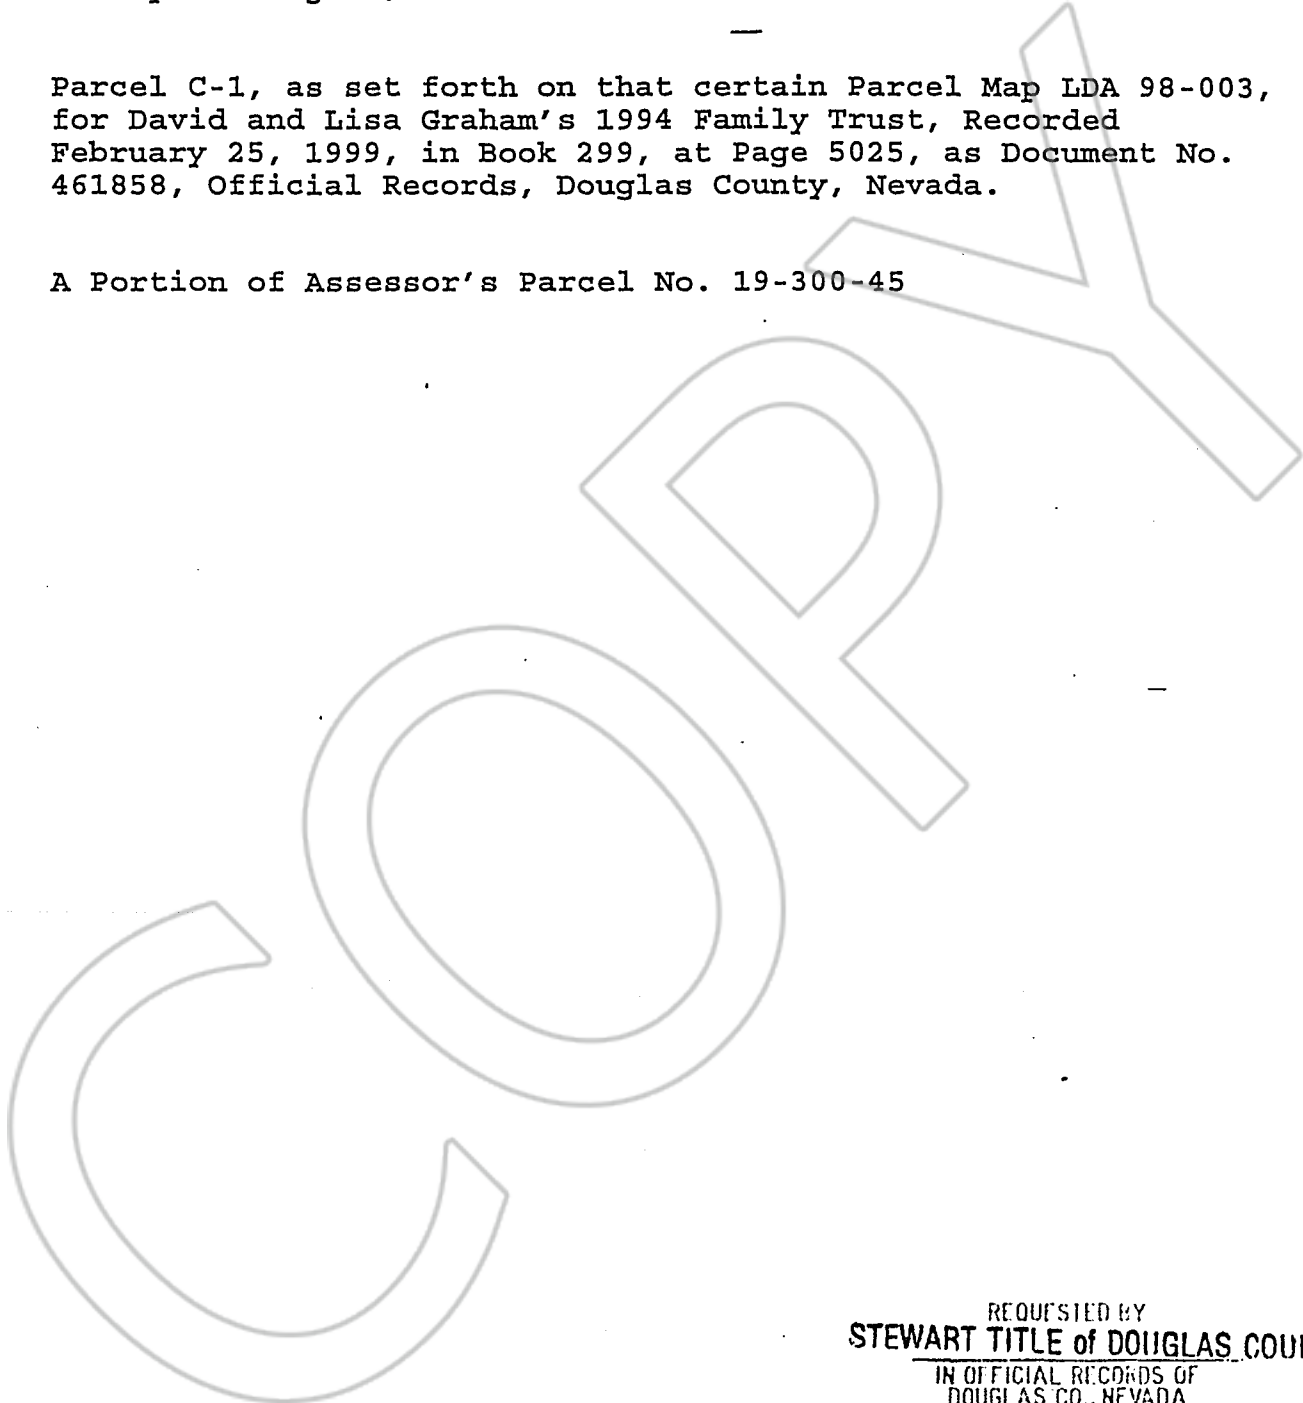 Parcel C-1, as set forth on that certain Parcel Map LDA 98-003,
for David and Lisa Graham's 1994 Family Trust, Recorded
February 25, 1999, in Book 299, at Page 5025, as Document No.
461858, Official Records, Douglas County, Nevada.
A Portion of Assessor's Parcel No. 19-300-45
COPY
REQUESTED BY
STEWART TITLE of DOUGLAS
IN OFFICIAL RECORDS OF
DOUGLAS CO., NEVADA